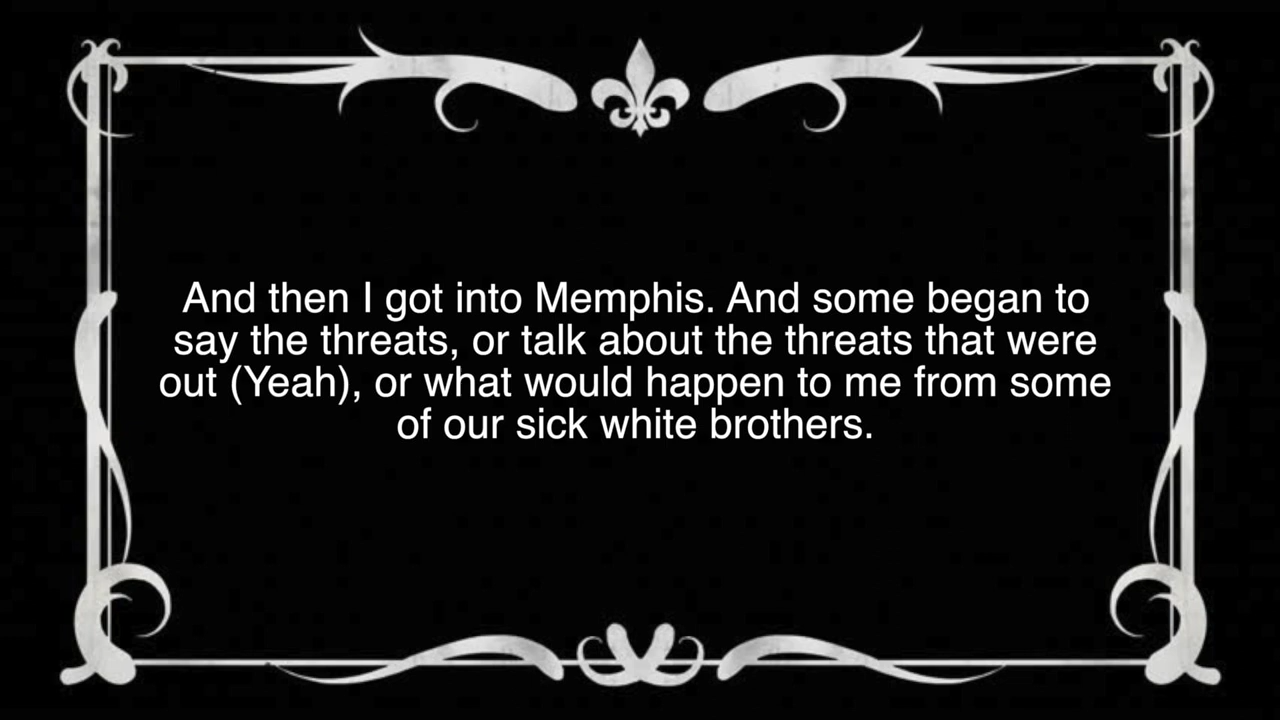 And then I got into Memphis. And some began to
say the threats, or talk about the threats that were
out (Yeah), or what would happen to me from some
of our sick white brothers.